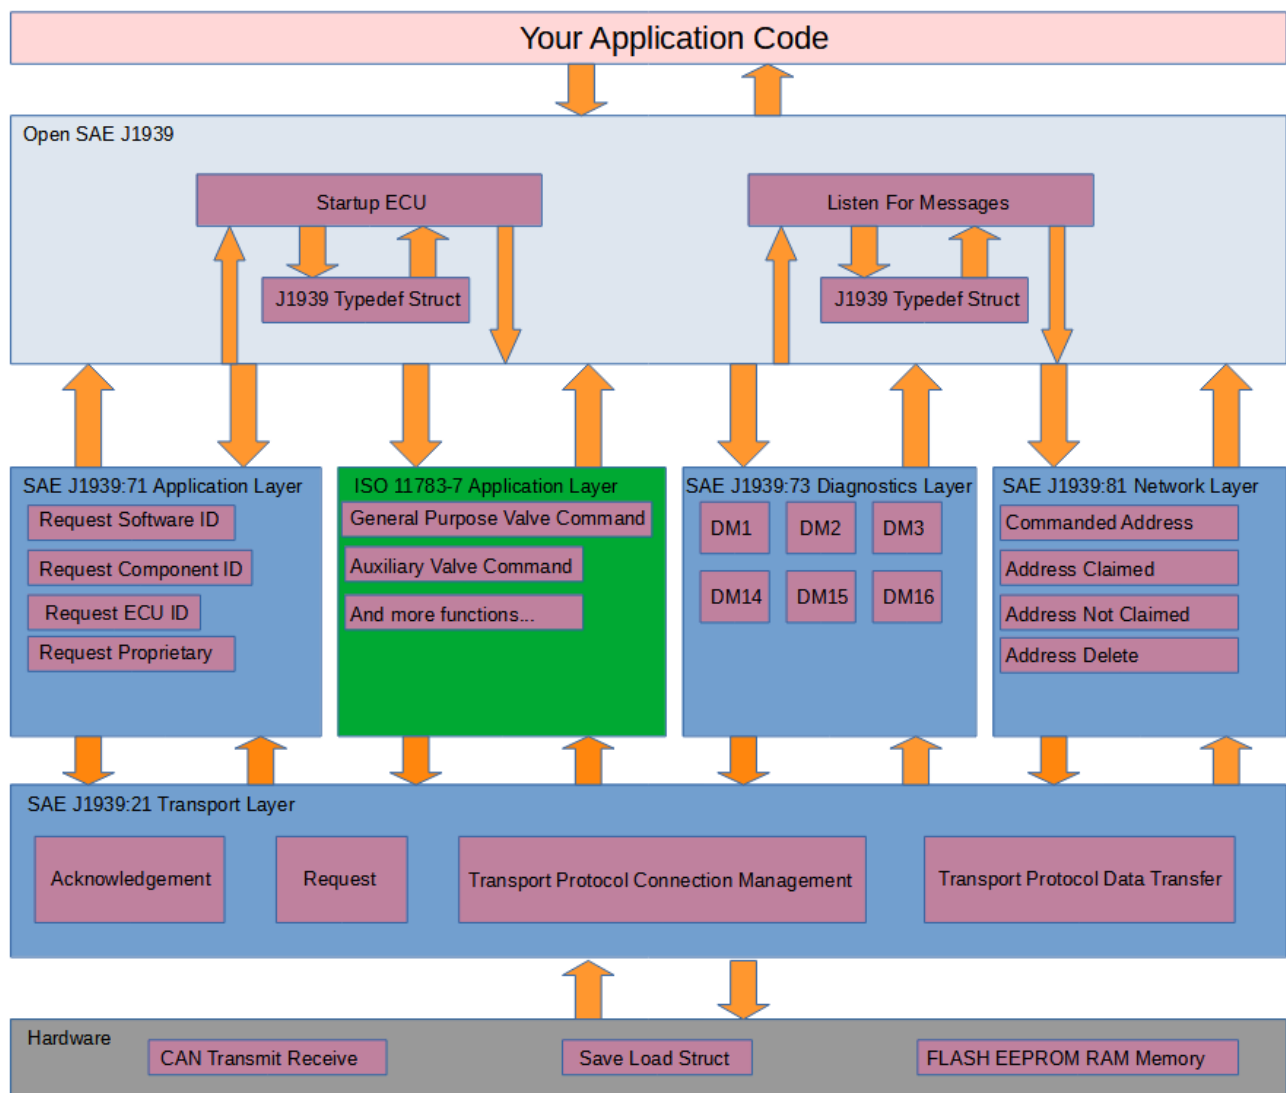 Your Application Code
Open SAE J1939
Startup ECU
Listen For Messages
J1939 Typedef Struct
J1939 Typedef Struct
SAE J1939:71 Application Layer
Request Software ID
Request Component ID
Request ECU ID
Request Proprietary
ISO 11783-7 Application Layer
General Purpose Valve Command
Auxiliary Valve Command
And more functions...
SAE J1939:73 Diagnostics Layer
DM1
DM2
DM3
DM14
DM15
DM16
SAE J1939:81 Network Layer
Commanded Address
Address Claimed
Address Not Claimed
Address Delete
SAE J1939:21 Transport Layer
Acknowledgement
Request
Transport Protocol Connection Management
Transport Protocol Data Transfer
Hardware
CAN Transmit Receive
Save Load Struct
FLASH EEPROM RAM Memory